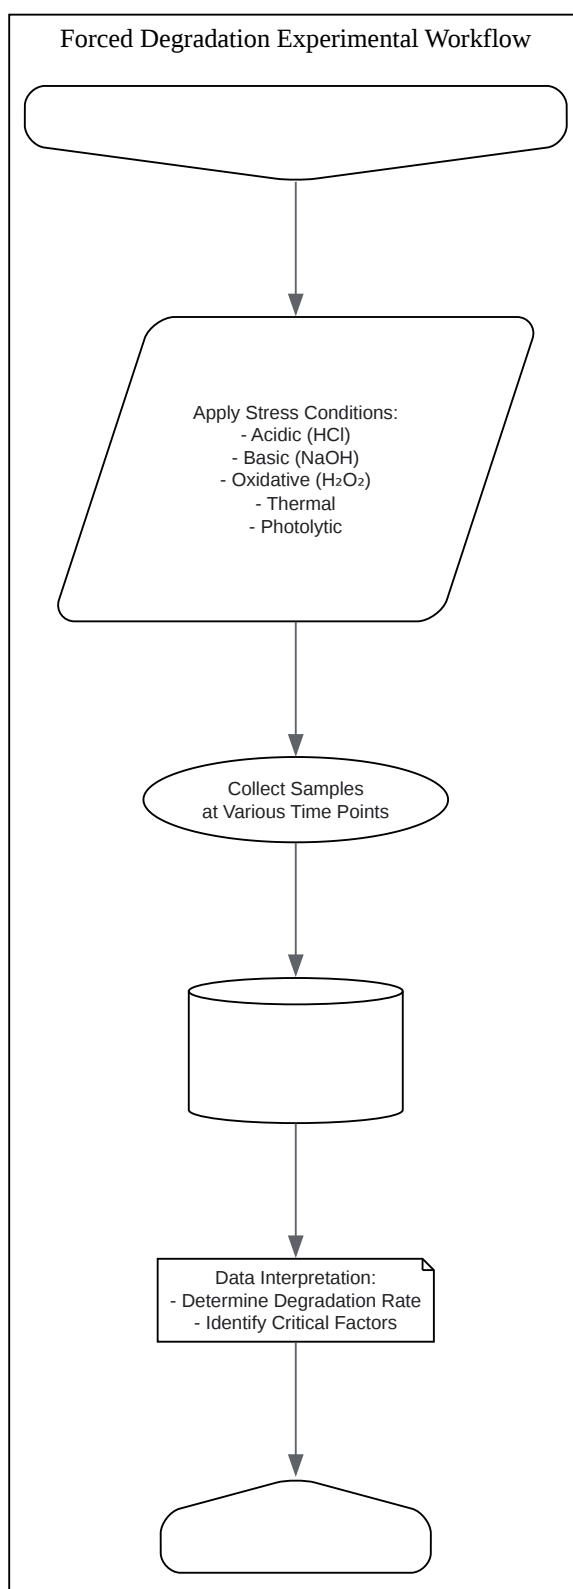 Forced Degradation Experimental Workflow
Apply Stress Conditions:
- Acidic (HCl)
- Basic (NaOH)
- Oxidative (H₂O₂)
- Thermal
- Photolytic
Collect Samples
at Various Time Points
Data Interpretation:
- Determine Degradation Rate
- Identify Critical Factors